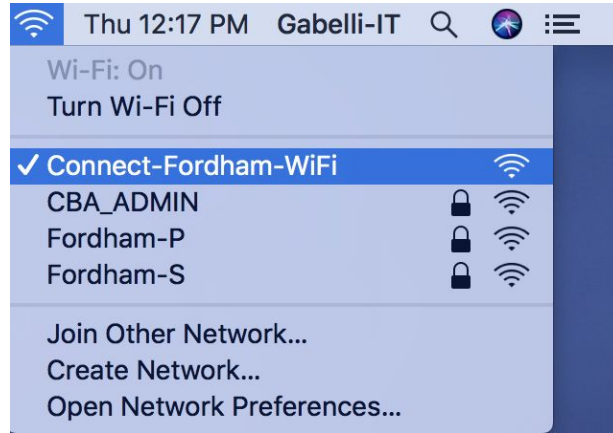 Thu 12:17 PM Gabelli-IT
Wi-Fi: On
Turn Wi-Fi Off
✓ Connect-Fordham-WiFi
CBA_ADMIN
Fordham-P
Fordham-S
Join Other Network...
Create Network...
Open Network Preferences...